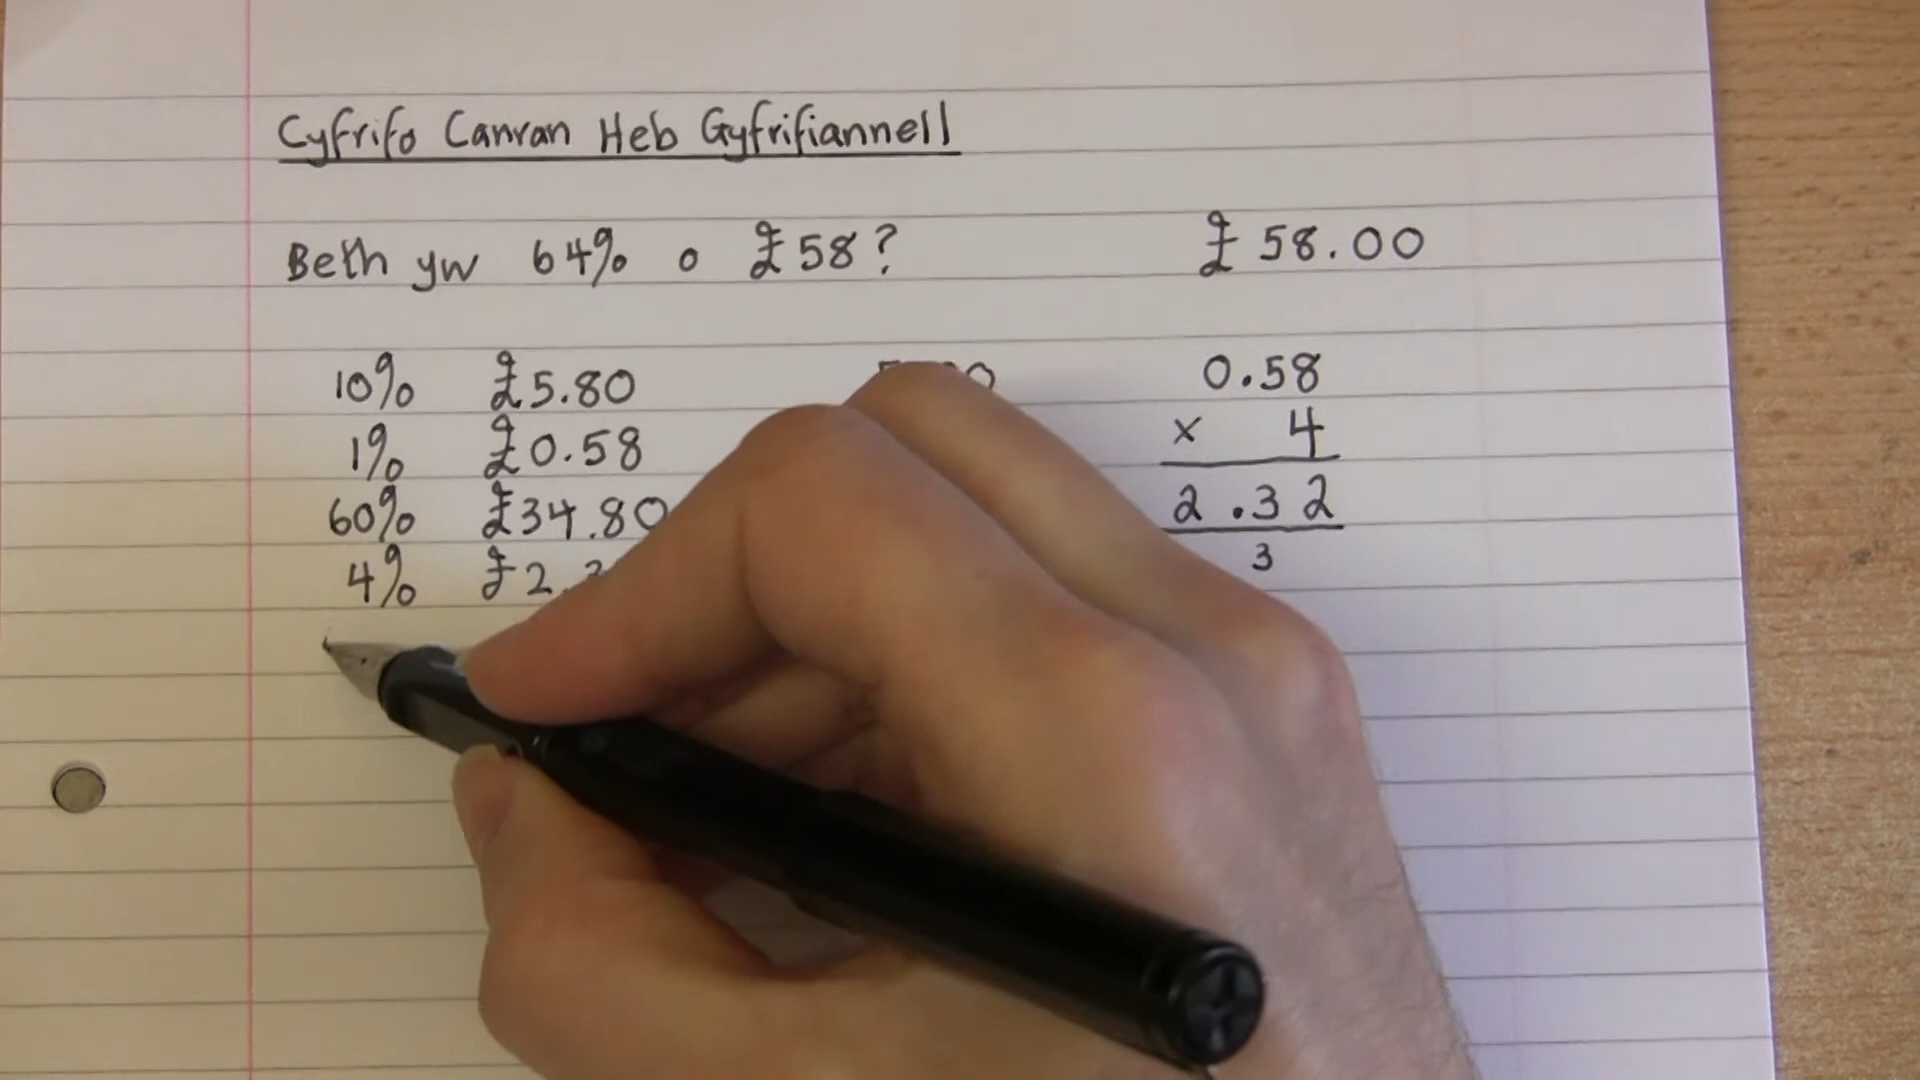 Cyfrifo Canran Heb Gyfrifiannell
Beth yw 64% o £58?
£58.00
10% £5.80
1% £0.58
60% £34.80
4%
0.58
x 4
2.32
3